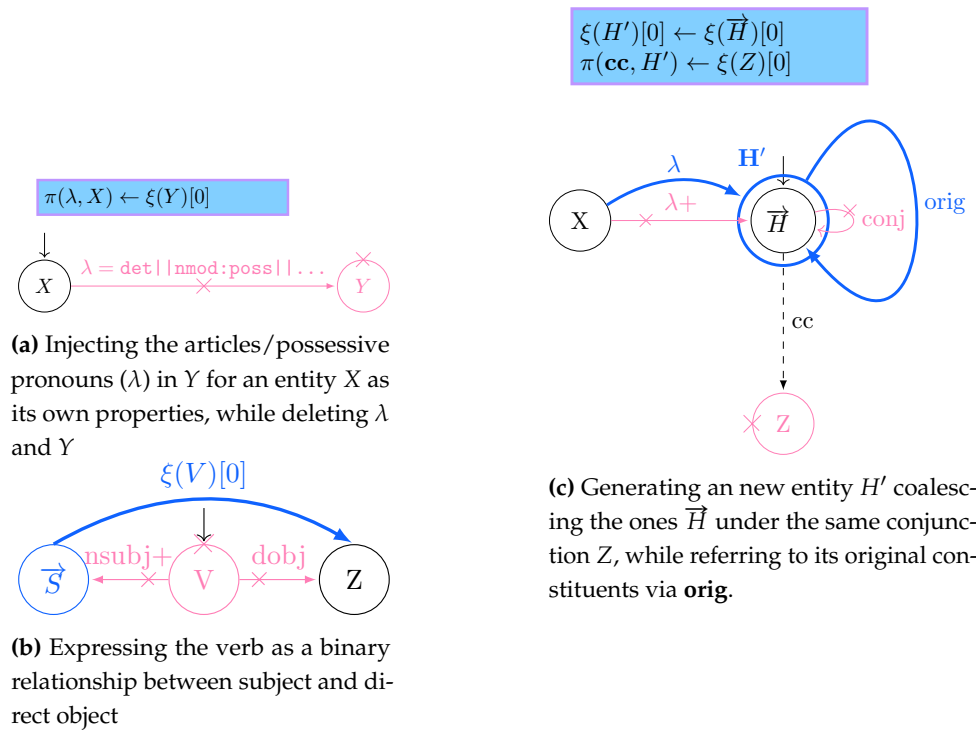 π(λ, X) ← ξ(Y)[0]
X
λ = det||nmod:poss||...
Y
(a) Injecting the articles/possessive
pronouns (λ) in Y for an entity X as
its own properties, while deleting λ
and Y
ξ(V)[0]
nsubj+
dobj
S⃗
V
Z
(b) Expressing the verb as a binary
relationship between subject and di-
rect object
ξ(H′)[0] ← ξ(H⃗)[0]
π(cc, H′) ← ξ(Z)[0]
H′
λ
λ+
X
H⃗
conj
orig
cc
Z
(c) Generating an new entity H′ coalesc-
ing the ones H⃗ under the same conjunc-
tion Z, while referring to its original con-
stituents via orig.